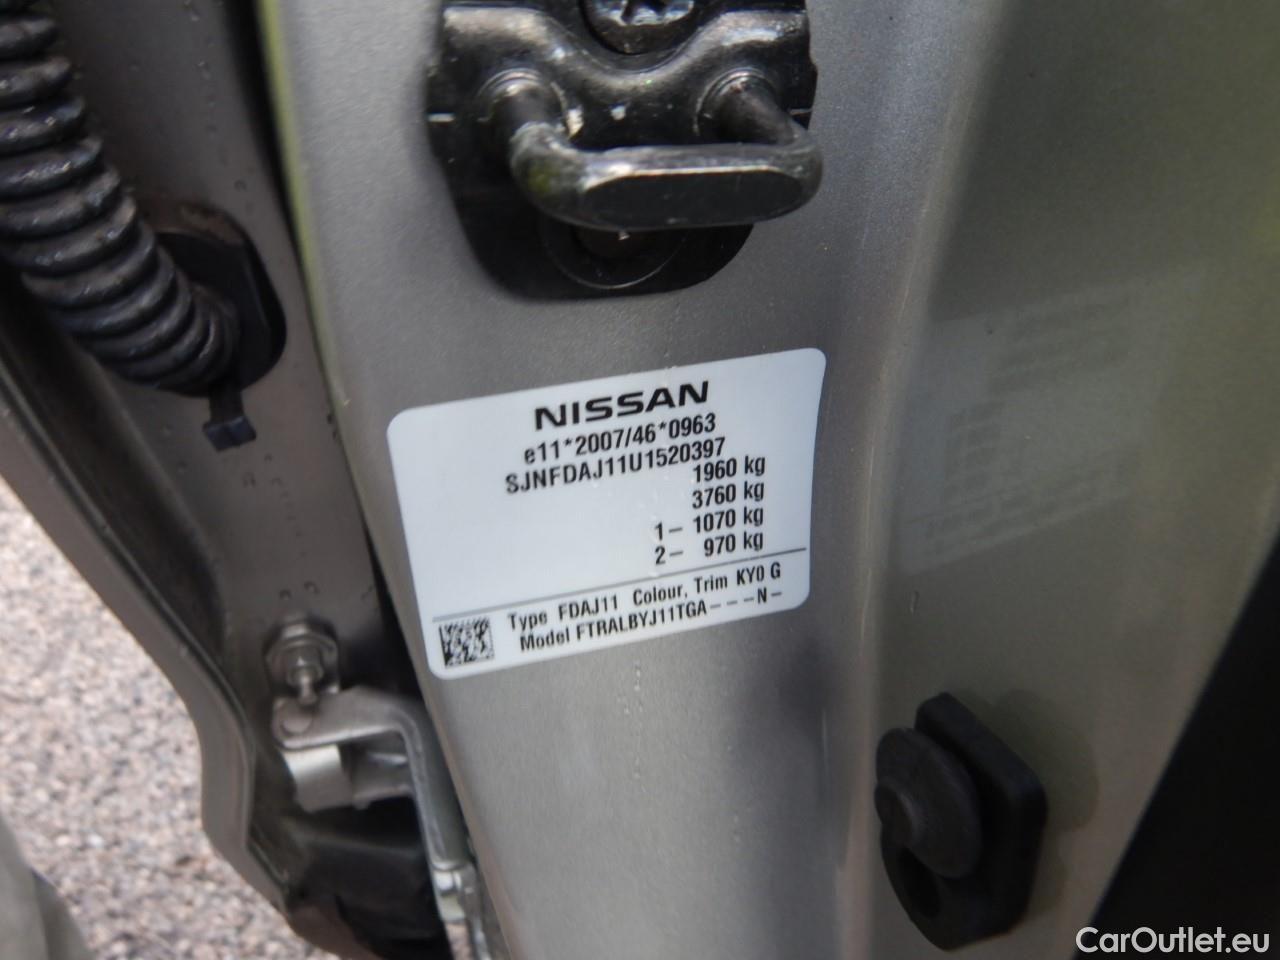 NISSAN
e11*2007/46*0963
SJNFDAJ11U1520397
1960 kg
3760 kg
1- 1070 kg
2- 970 kg
Type FDAJ11 Colour, Trim KY0 G
Model FTRALBYJ11TGA---N-
CarOutlet.eu